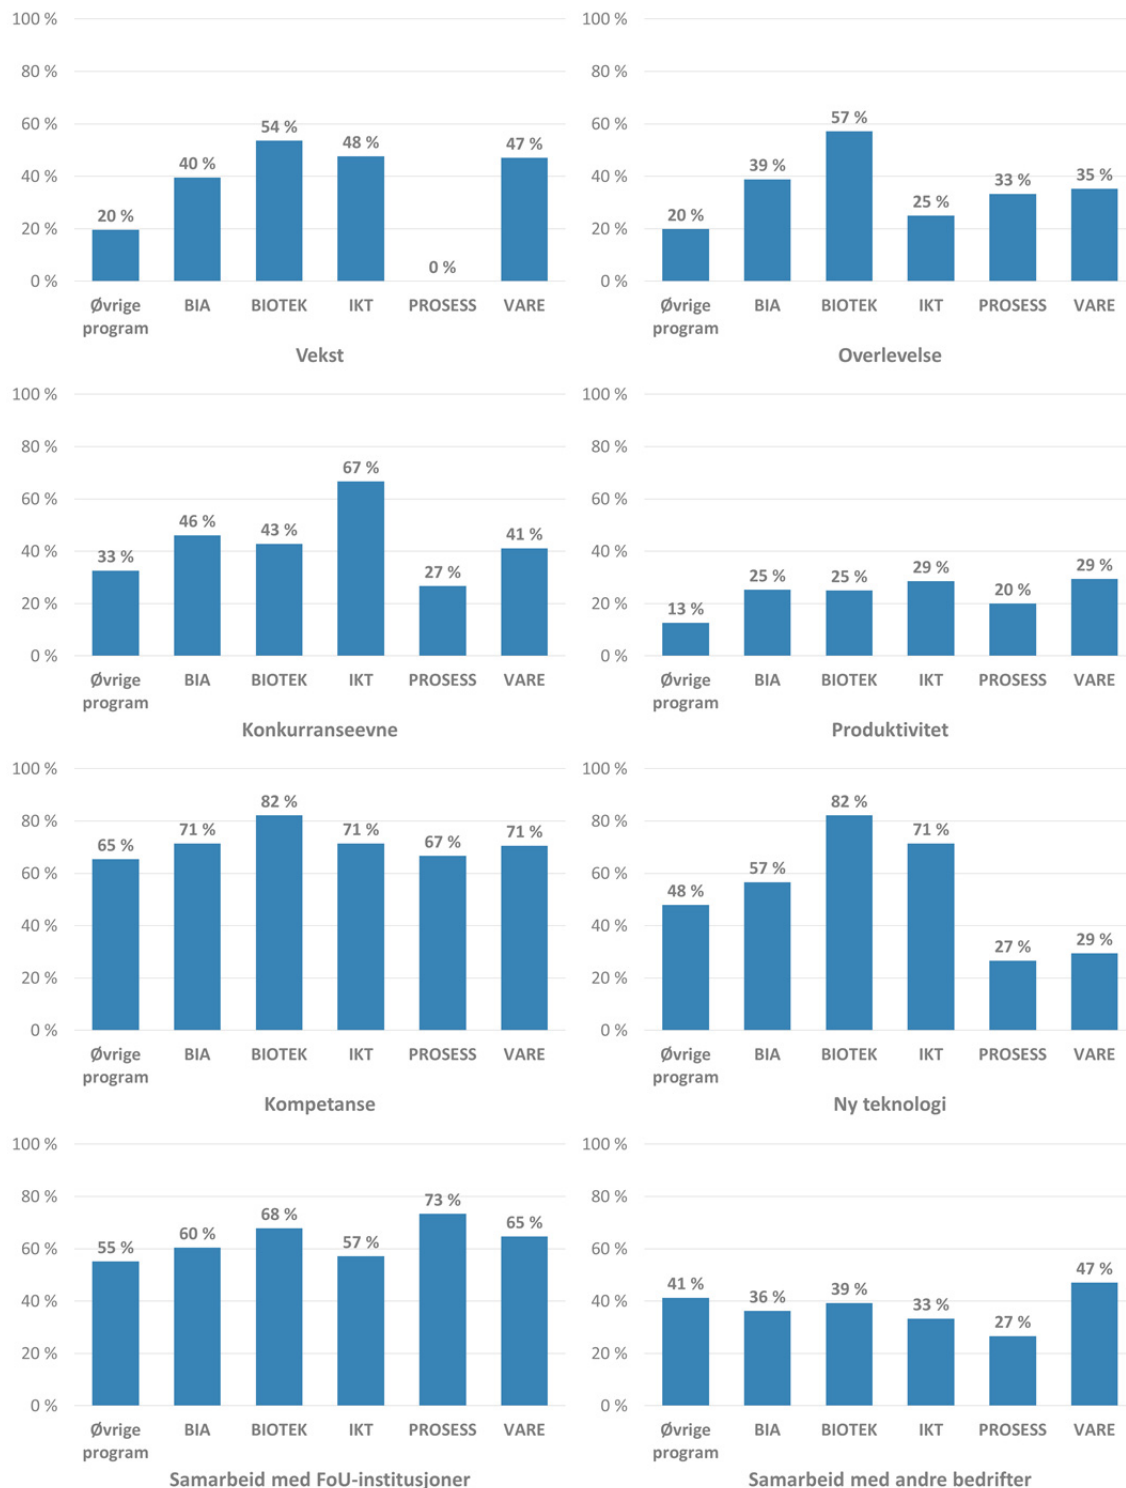 100 %
80 %
60 %
40 %
20 %
0 %
20 %
40 %
54 %
48 %
0 %
47 %
Øvrige program
BIA
BIOTEK
IKT
PROSESS
VARE
Vekst
100 %
80 %
60 %
40 %
20 %
0 %
20 %
39 %
57 %
25 %
33 %
35 %
Øvrige program
BIA
BIOTEK
IKT
PROSESS
VARE
Overlevelse
100 %
80 %
60 %
40 %
20 %
0 %
33 %
46 %
43 %
67 %
27 %
41 %
Øvrige program
BIA
BIOTEK
IKT
PROSESS
VARE
Konkurranseevne
100 %
80 %
60 %
40 %
20 %
0 %
13 %
25 %
25 %
29 %
20 %
29 %
Øvrige program
BIA
BIOTEK
IKT
PROSESS
VARE
Produktivitet
100 %
80 %
60 %
40 %
20 %
0 %
65 %
71 %
82 %
71 %
67 %
71 %
Øvrige program
BIA
BIOTEK
IKT
PROSESS
VARE
Kompetanse
100 %
80 %
60 %
40 %
20 %
0 %
48 %
57 %
82 %
71 %
27 %
29 %
Øvrige program
BIA
BIOTEK
IKT
PROSESS
VARE
Ny teknologi
100 %
80 %
60 %
40 %
20 %
0 %
55 %
60 %
68 %
57 %
73 %
65 %
Øvrige program
BIA
BIOTEK
IKT
PROSESS
VARE
Samarbeid med FoU-institusjoner
100 %
80 %
60 %
40 %
20 %
0 %
41 %
36 %
39 %
33 %
27 %
47 %
Øvrige program
BIA
BIOTEK
IKT
PROSESS
VARE
Samarbeid med andre bedrifter